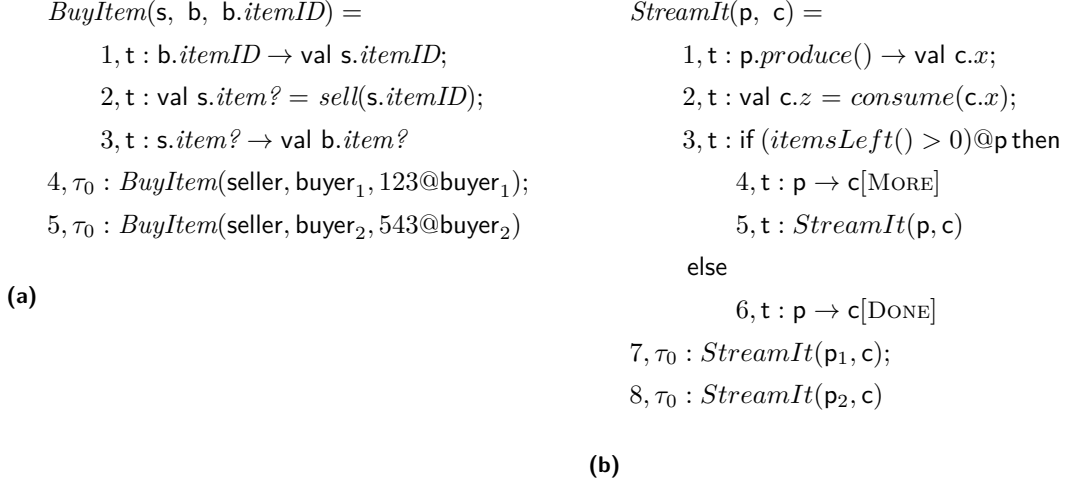 BuyItem(s, b, b.itemID) =
1, t : b.itemID → val s.itemID;
2, t : val s.item? = sell(s.itemID);
3, t : s.item? → val b.item?
4, τ₀ : BuyItem(seller, buyer₁, 123@buyer₁);
5, τ₀ : BuyItem(seller, buyer₂, 543@buyer₂)
(a)
StreamIt(p, c) =
1, t : p.produce() → val c.x;
2, t : val c.z = consume(c.x);
3, t : if (itemsLeft() > 0)@p then
4, t : p → c[MORE]
5, t : StreamIt(p, c)
else
6, t : p → c[DONE]
7, τ₀ : StreamIt(p₁, c);
8, τ₀ : StreamIt(p₂, c)
(b)